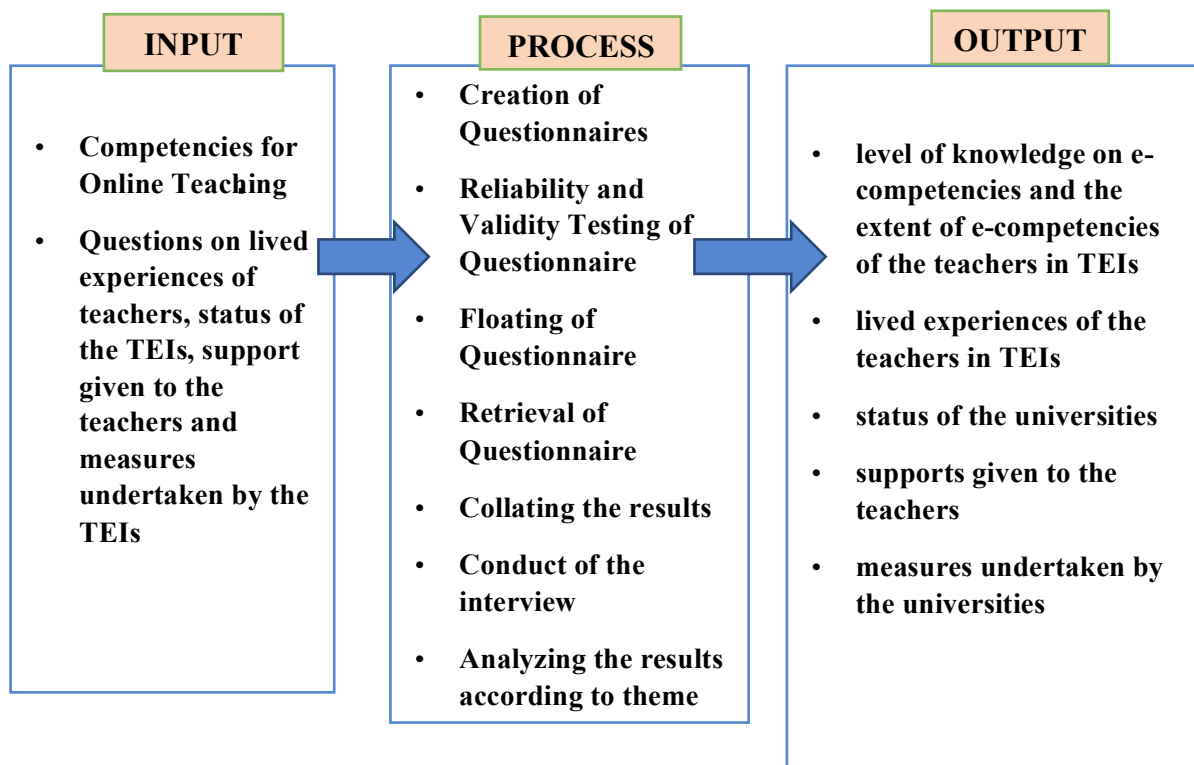 INPUT
• Competencies for
Online Teaching
• Questions on lived
experiences of
teachers, status of
the TEIs, support
given to the
teachers and
measures
undertaken by the
TEIs
PROCESS
• Creation of
Questionnaires
• Reliability and
Validity Testing of
Questionnaire
• Floating of
Questionnaire
• Retrieval of
Questionnaire
• Collating the results
• Conduct of the
interview
• Analyzing the results
according to theme
OUTPUT
• level of knowledge on e-
competencies and the
extent of e-competencies
of the teachers in TEIs
• lived experiences of the
teachers in TEIs
• status of the universities
• supports given to the
teachers
• measures undertaken by
the universities